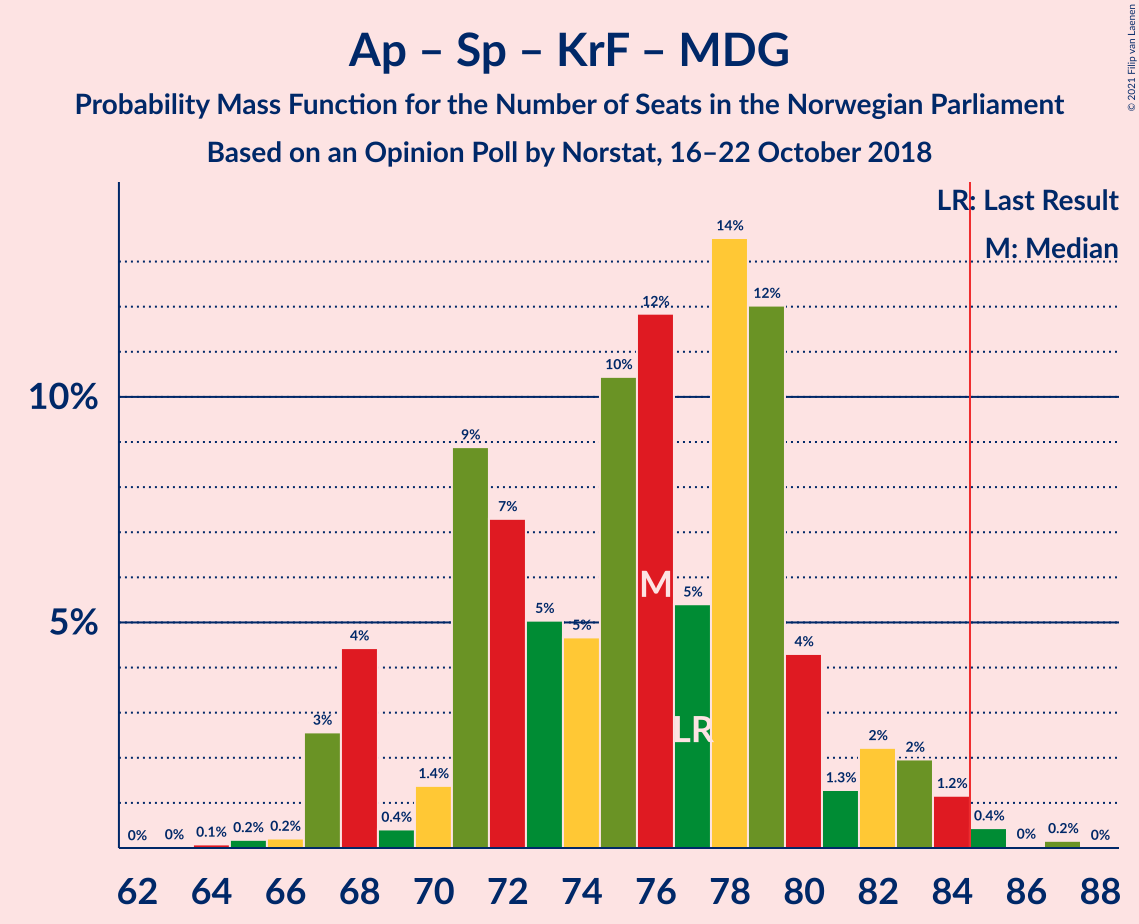 Ap – Sp – KrF – MDG
Probability Mass Function for the Number of Seats in the Norwegian Parliament
Based on an Opinion Poll by Norstat, 16–22 October 2018
© 2021 Filip van Laenen
LR: Last Result
M: Median
10%
5%
0% 0% 0.1% 0.2% 0.2% 3% 4% 0.4% 1.4% 9% 7% 5% 5% 10% 12% 5% 14% 12% 4% 1.3% 2% 2% 1.2% 0.4% 0% 0.2% 0%
M
LR
62 64 66 68 70 72 74 76 78 80 82 84 86 88